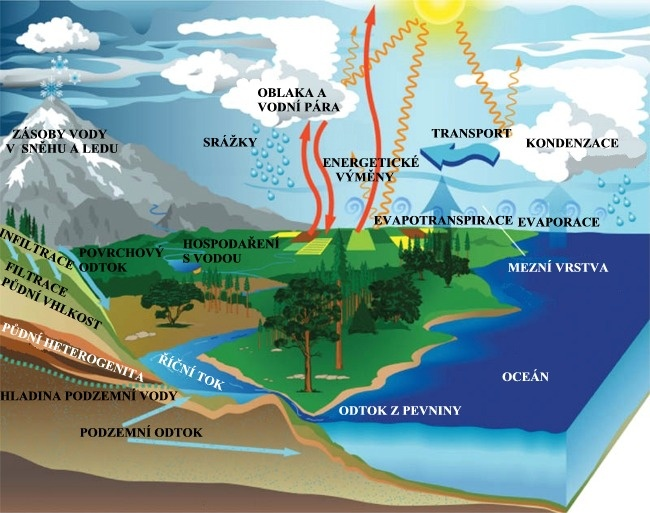 OBLAKA A
VODNÍ PÁRA
ZÁSOBY VODY
V SNĚHU A LEDU
SRÁŽKY
TRANSPORT
KONDENZACE
ENERGETICKÉ
VÝMĚNY
EVAPOTRANSPIRACE
EVAPORACE
INFILTRACE
POVRCHOVÝ
ODTOK
HOSPODAŘENÍ
S VODOU
MEZNÍ VRSTVA
FILTRACE
PŮDNÍ VHLKOST
PŮDNÍ HETEROGENITA
ŘÍČNÍ TOK
OCEÁN
HLADINA PODZEMNÍ VODY
ODTOK Z PEVNINY
PODZEMNÍ ODTOK